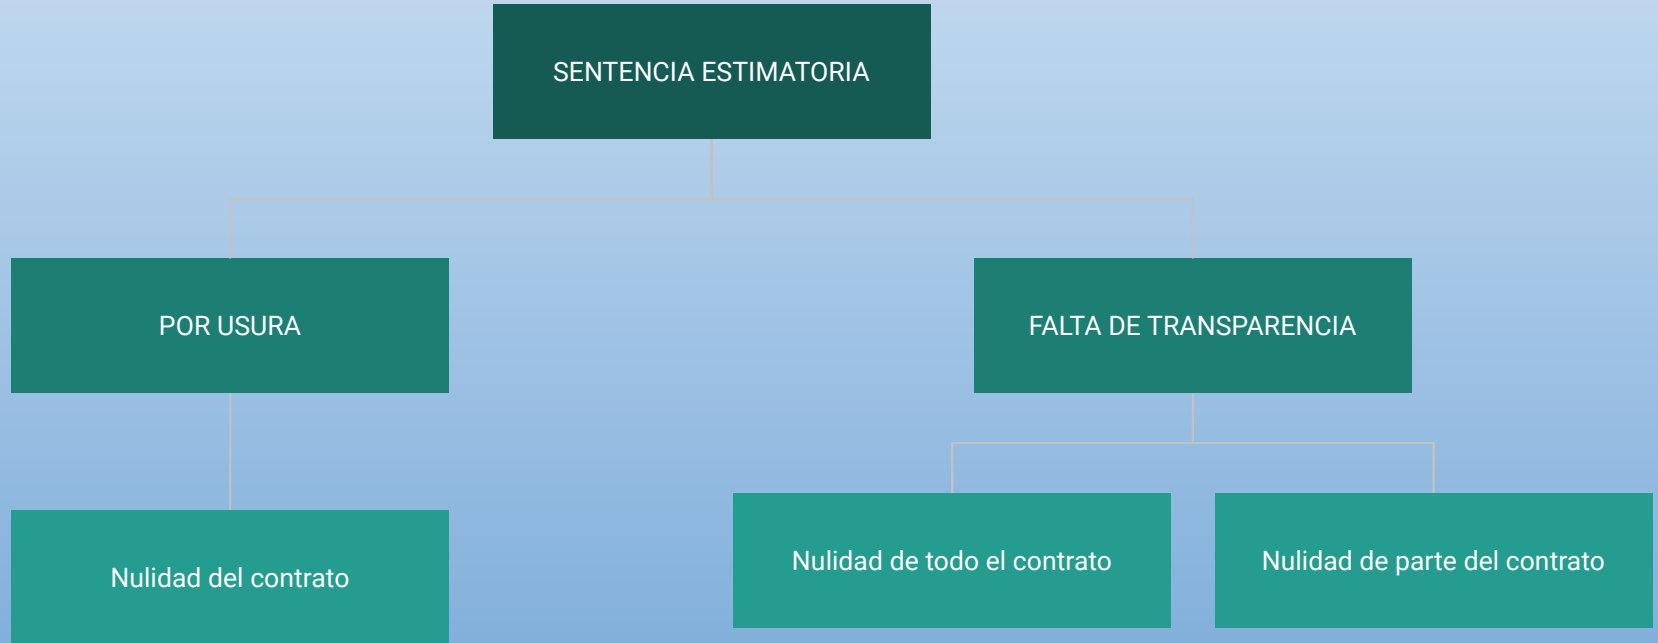 SENTENCIA ESTIMATORIA
POR USURA
FALTA DE TRANSPARENCIA
Nulidad del contrato
Nulidad de todo el contrato
Nulidad de parte del contrato